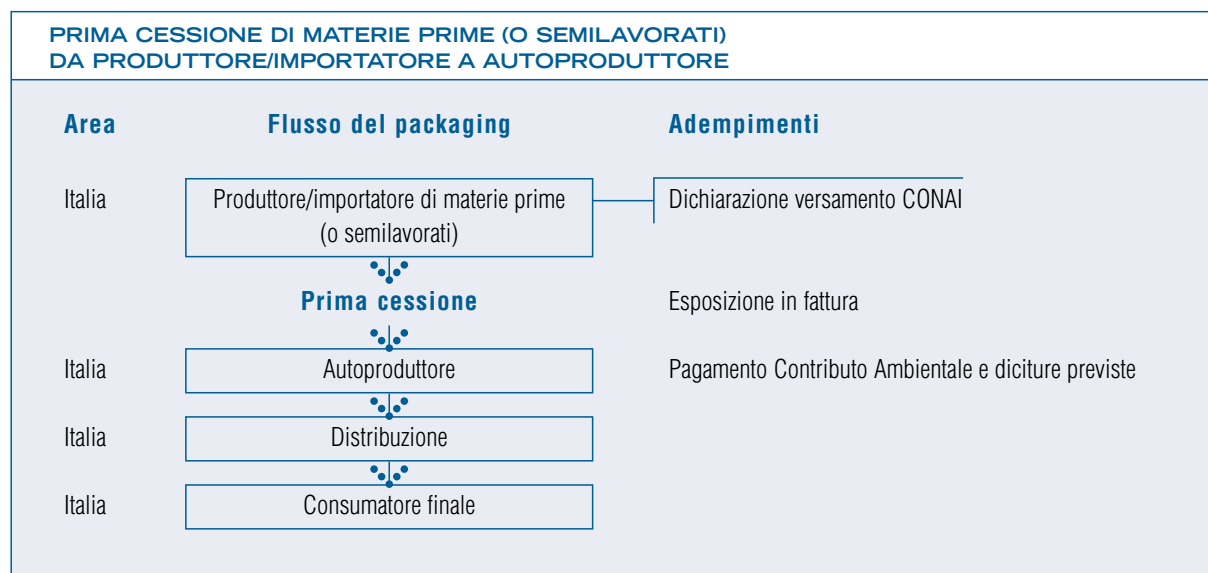 PRIMA CESSIONE DI MATERIE PRIME (O SEMILAVORATI)
DA PRODUTTORE/IMPORTATORE A AUTOPRODUTTORE
Area Flusso del packaging Adempimenti
Italia Produttore/importatore di materie prime Dichiarazione versamento CONAI
(o semilavorati)
Prima cessione Esposizione in fattura
Italia Autoproduttore Pagamento Contributo Ambientale e diciture previste
Italia Distribuzione
Italia Consumatore finale